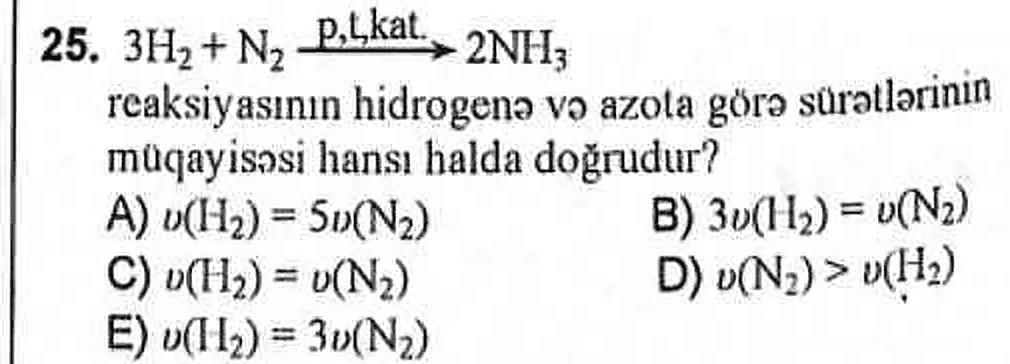 25. 3H₂ + N₂ p,t,kat.→ 2NH₃
reaksiyasının hidrogenə və azota görə sürətlərinin
müqayisəsi hansı halda doğrudur?
A) υ(H₂) = 5υ(N₂) B) 3υ(H₂) = υ(N₂)
C) υ(H₂) = υ(N₂) D) υ(N₂) > υ(H₂)
E) υ(H₂) = 3υ(N₂)